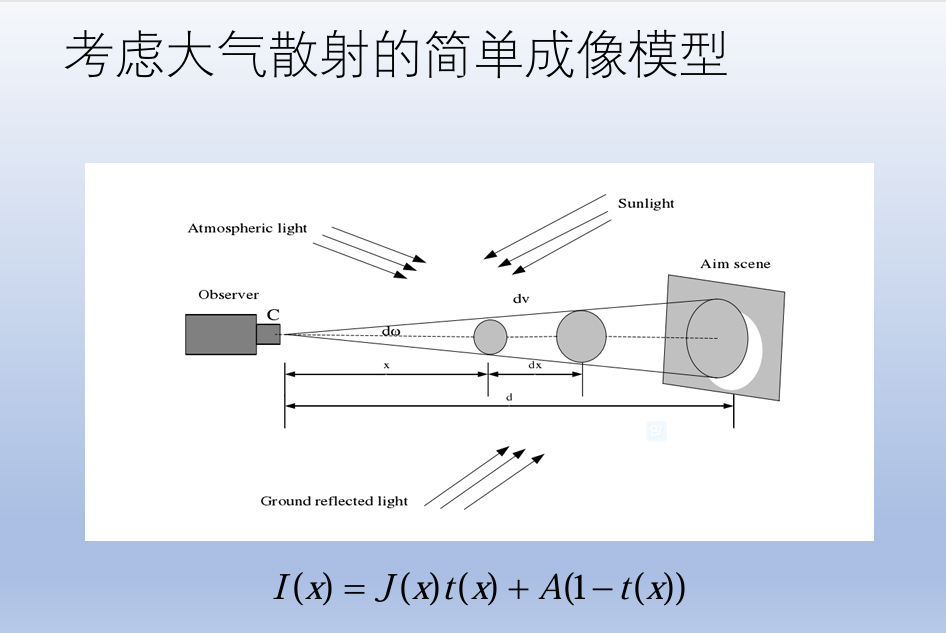 考虑大气散射的简单成像模型
Sunlight
Atmospheric light
Aim scene
Observer
dv
C
dω
x
dx
d
Ground reflected light
I(x) = J(x)t(x) + A(1− t(x))